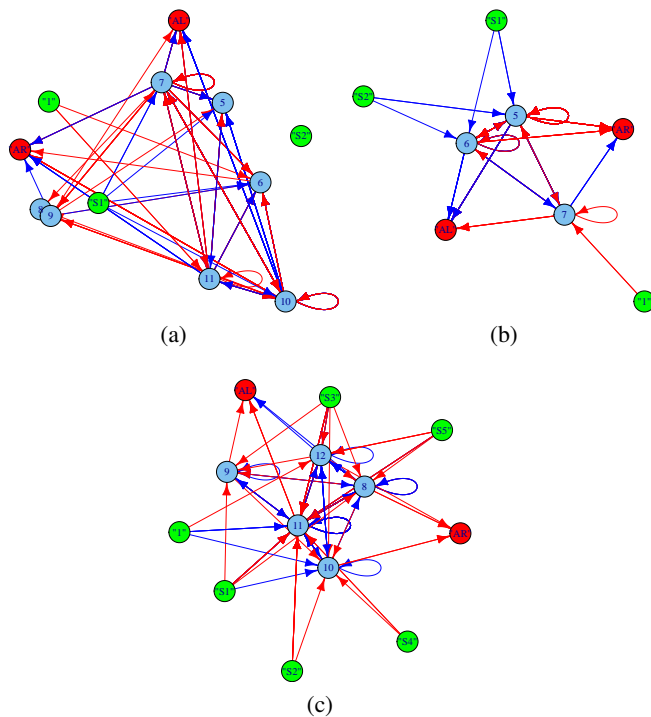 AL"
7
5
"1"
"S2"
AR"
6
8
9
"S1"
11
10
(a)
"S1"
"S2"
5
AR
6
7
AL
"1"
(b)
AL"
"S3"
"S5"
12
9
8
11
"1"
AR
10
"S1"
"S4"
"S2"
(c)